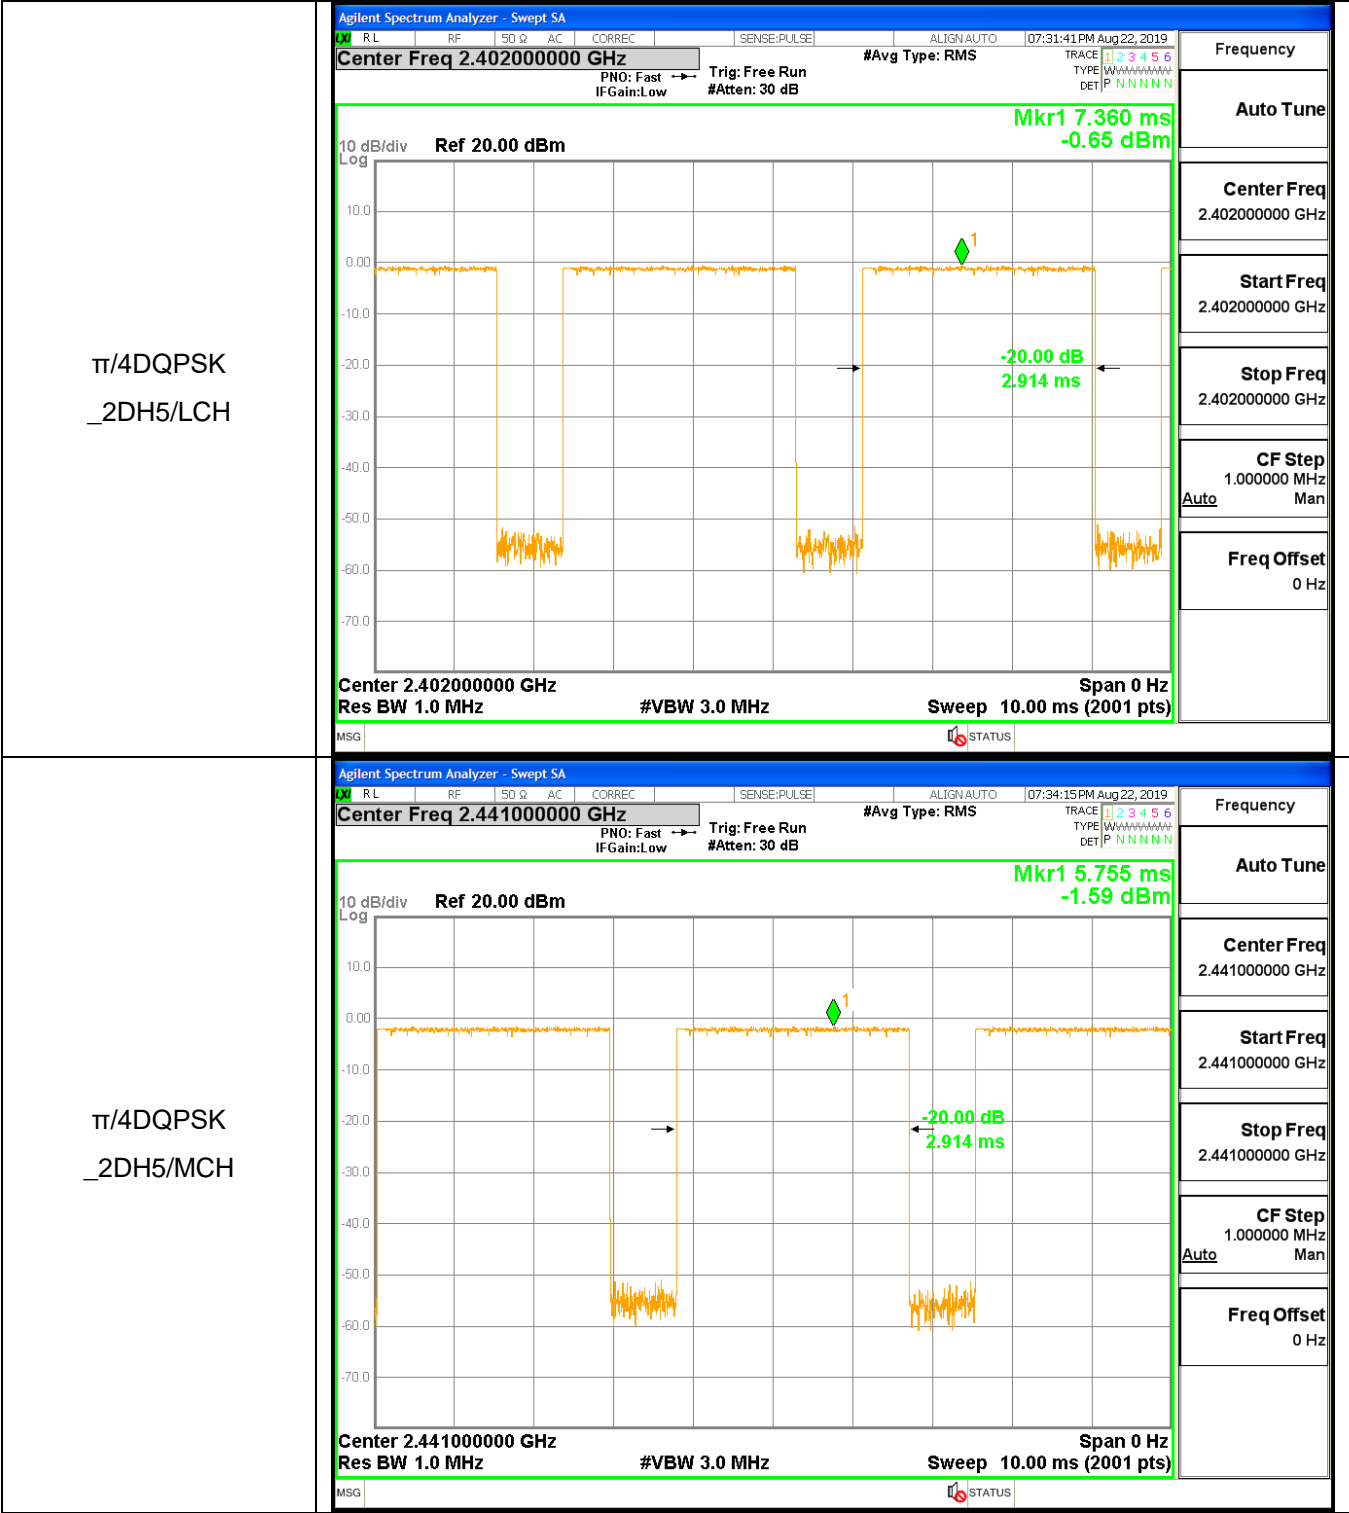 π/4DQPSK
_2DH5/LCH
Agilent Spectrum Analyzer - Swept SA
LXI RL RF 50 Ω AC CORREC SENSE:PULSE ALIGN AUTO 07:31:41 PM Aug 22, 2019
Center Freq 2.402000000 GHz
#Avg Type: RMS
TRACE 1 2 3 4 5 6
PNO: Fast Trig: Free Run
TYPE W
IFGain:Low #Atten: 30 dB
DET P N N N N N
Mkr1 7.360 ms
-0.65 dBm
10 dB/div Ref 20.00 dBm
Log
10.0
0.00
-10.0
-20.0
-30.0
-40.0
-50.0
-60.0
-70.0
1
-20.00 dB
2.914 ms
Center 2.402000000 GHz Span 0 Hz
Res BW 1.0 MHz #VBW 3.0 MHz Sweep 10.00 ms (2001 pts)
MSG STATUS
Frequency
Auto Tune
Center Freq
2.402000000 GHz
Start Freq
2.402000000 GHz
Stop Freq
2.402000000 GHz
CF Step
1.000000 MHz
Auto Man
Freq Offset
0 Hz
π/4DQPSK
_2DH5/MCH
Agilent Spectrum Analyzer - Swept SA
LXI RL RF 50 Ω AC CORREC SENSE:PULSE ALIGN AUTO 07:34:15 PM Aug 22, 2019
Center Freq 2.441000000 GHz
#Avg Type: RMS
TRACE 1 2 3 4 5 6
PNO: Fast Trig: Free Run
TYPE W
IFGain:Low #Atten: 30 dB
DET P N N N N N
Mkr1 5.755 ms
-1.59 dBm
10 dB/div Ref 20.00 dBm
Log
10.0
0.00
-10.0
-20.0
-30.0
-40.0
-50.0
-60.0
-70.0
1
-20.00 dB
2.914 ms
Center 2.441000000 GHz Span 0 Hz
Res BW 1.0 MHz #VBW 3.0 MHz Sweep 10.00 ms (2001 pts)
MSG STATUS
Frequency
Auto Tune
Center Freq
2.441000000 GHz
Start Freq
2.441000000 GHz
Stop Freq
2.441000000 GHz
CF Step
1.000000 MHz
Auto Man
Freq Offset
0 Hz